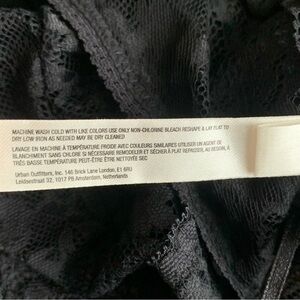 MACHINE WASH COLD WITH LIKE COLORS USE ONLY NON-CHLORINE BLEACH RESHAPE & LAY FLAT TO
DRY LOW IRON AS NEEDED MAY BE DRY CLEANED
LAVAGE EN MACHINE À TEMPÉRATURE FROIDE AVEC COULEURS SIMILAIRES UTILISER UN AGENT DE
BLANCHIMENT SANS CHLORE SI NÉCESSAIRE REMODELER ET SÉCHER À PLAT REPASSER, AU BESOIN, À
TRÈS BASSE TEMPÉRATURE PEUT-ÊTRE ÊTRE NETTOYÉE SEC
Urban Outfitters, Inc. 146 Brick Lane London, E1 6RU
Leidsestraat 32, 1017 PB Amsterdam, Netherlands